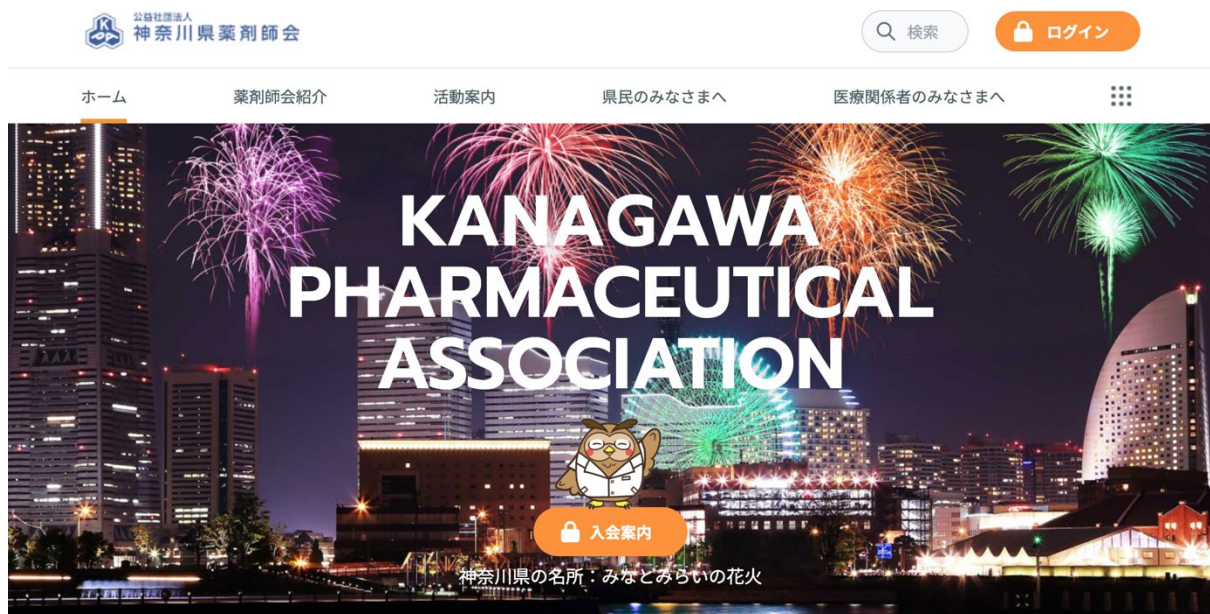 公益社団法人
神奈川県薬剤師会
検索
ログイン
ホーム
薬剤師会紹介
活動案内
県民のみなさまへ
医療関係者のみなさまへ
KANAGAWA
PHARMACEUTICAL
ASSOCIATION
入会案内
神奈川県の名所：みなとみらいの花火